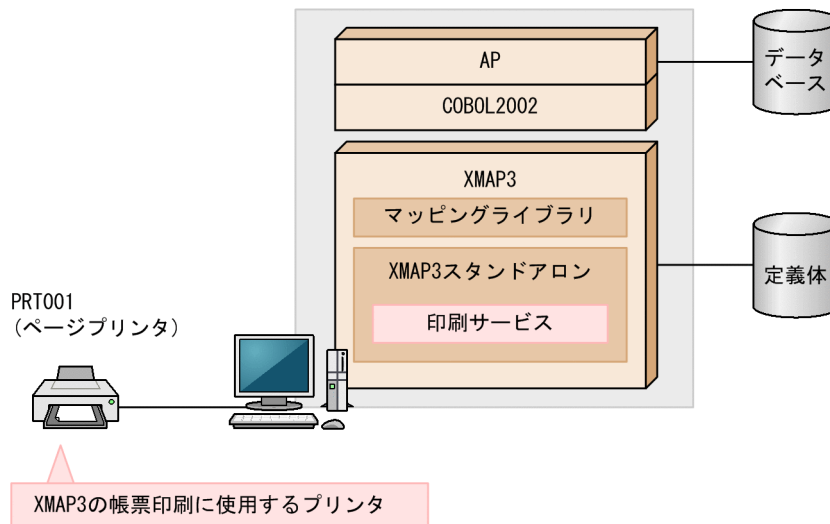 AP
COBOL2002
データ
ベース
XMAP3
マッピングライブラリ
XMAP3スタンドアロン
印刷サービス
定義体
PRT001
(ページプリンタ)
XMAP3の帳票印刷に使用するプリンタ